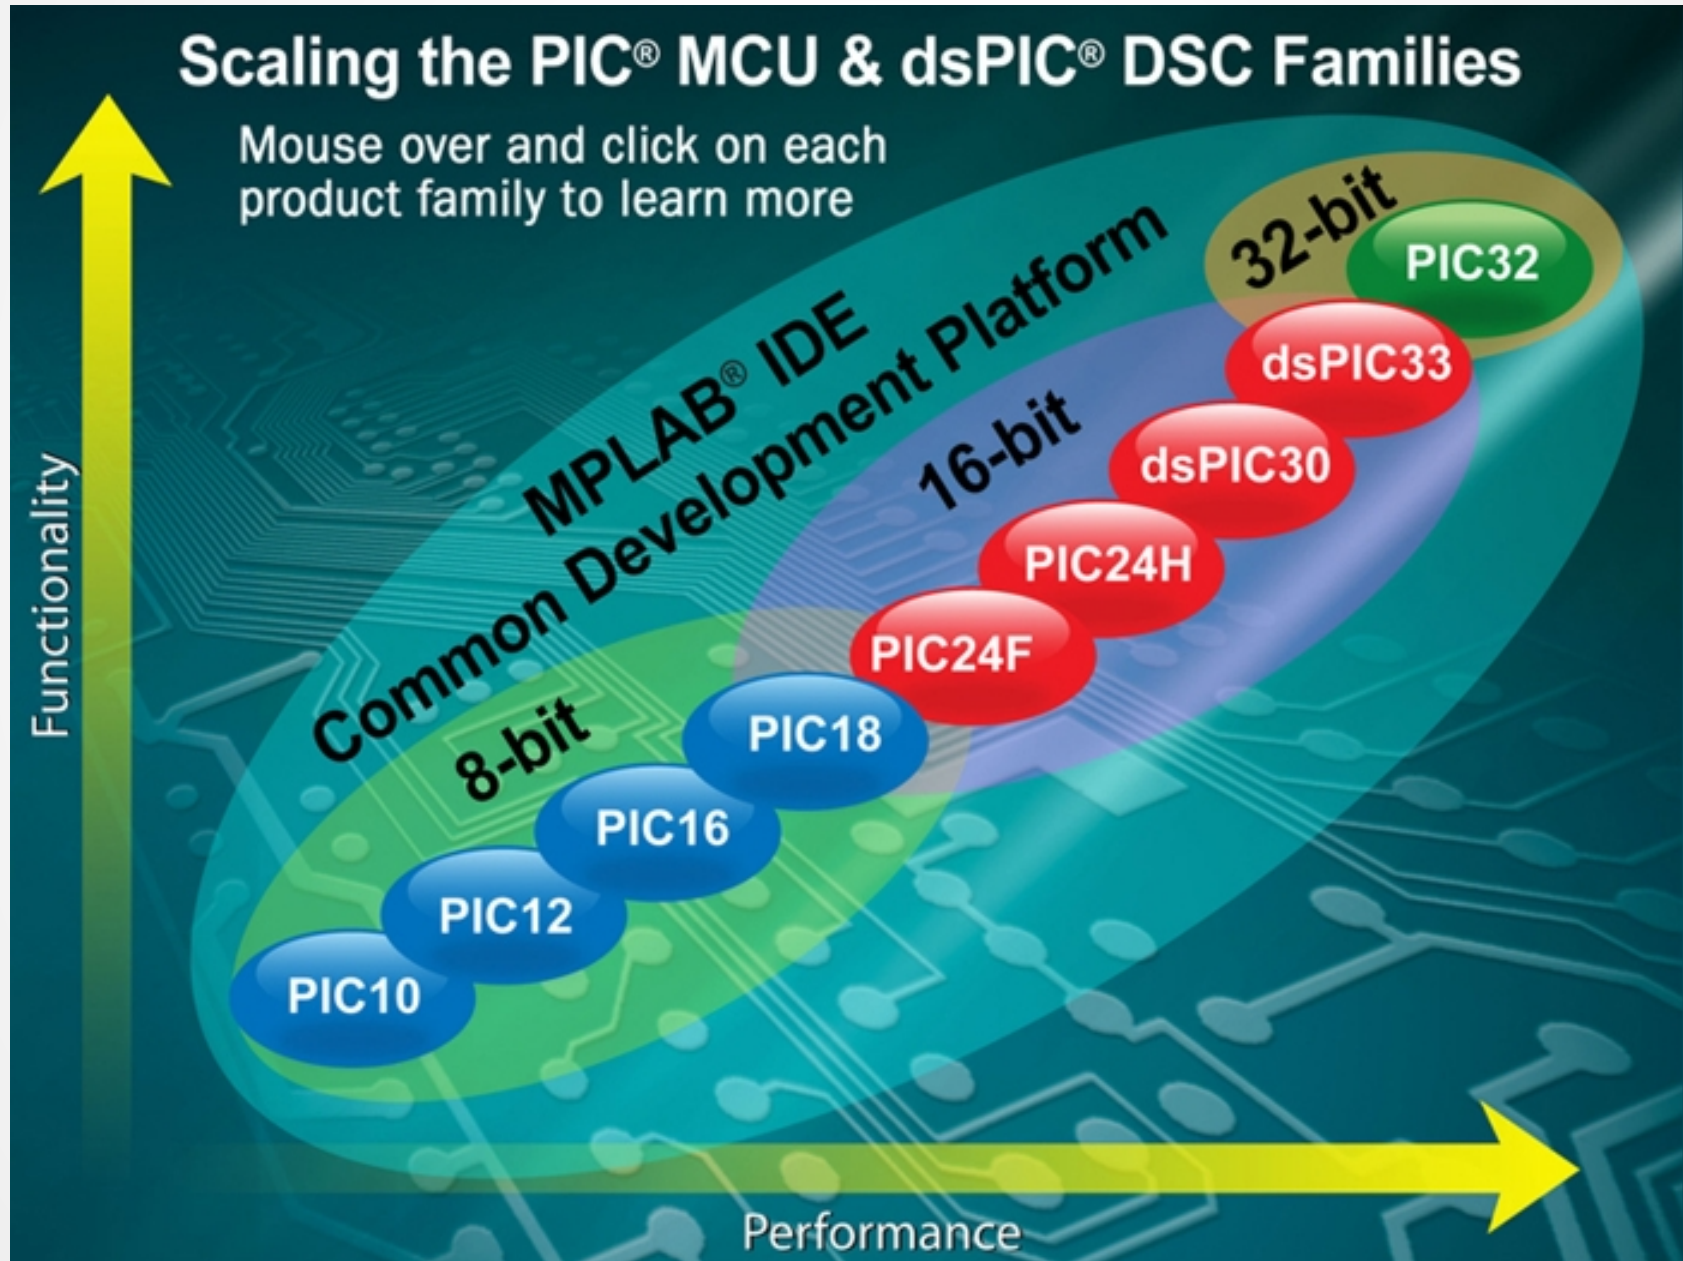 Scaling the PIC® MCU & dsPIC® DSC Families
Mouse over and click on each
product family to learn more
Functionality
MPLAB® IDE
Common Development Platform
32-bit
PIC32
dsPIC33
16-bit
dsPIC30
PIC24H
PIC24F
8-bit
PIC18
PIC16
PIC12
PIC10
Performance